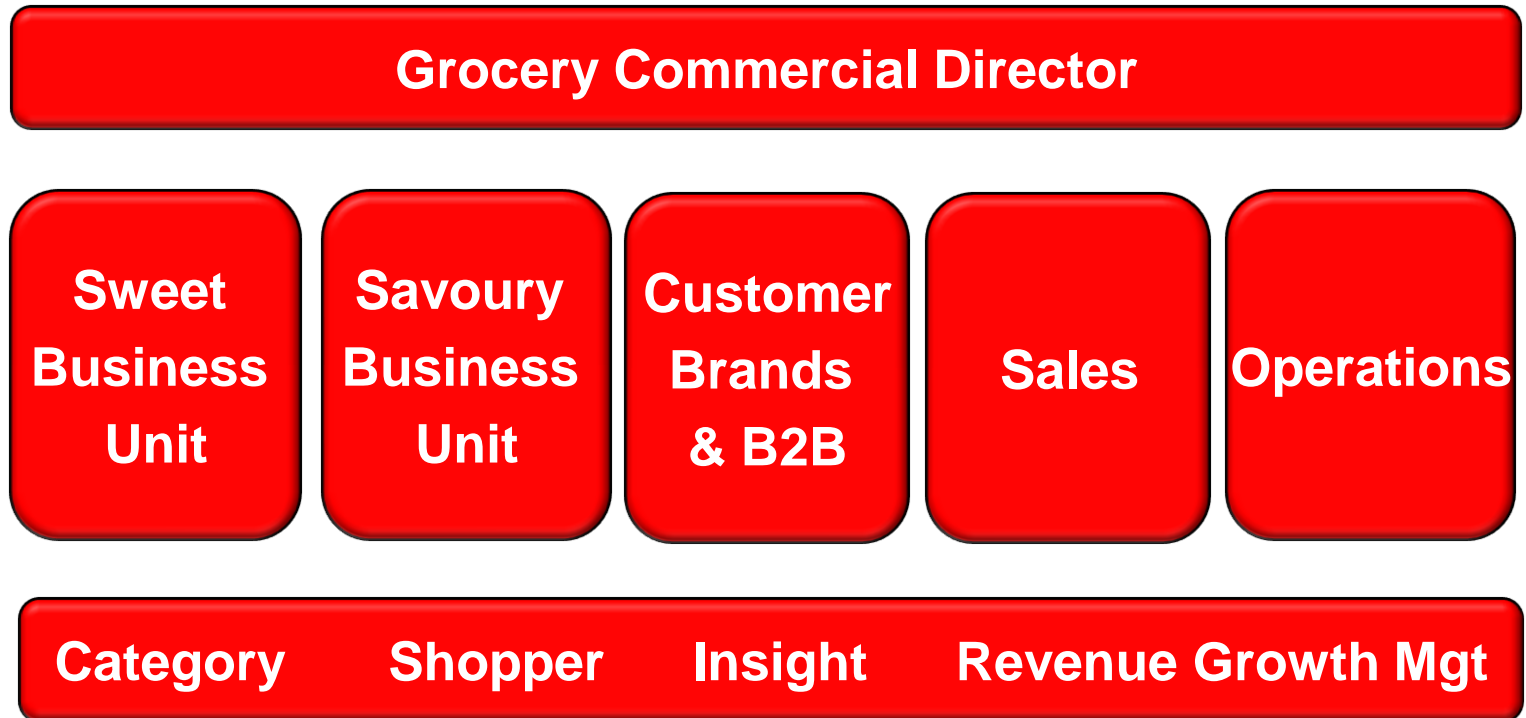 Grocery Commercial Director
Sweet
Business
Unit
Savoury
Business
Unit
Customer
Brands
& B2B
Sales
Operations
Category Shopper Insight Revenue Growth Mgt